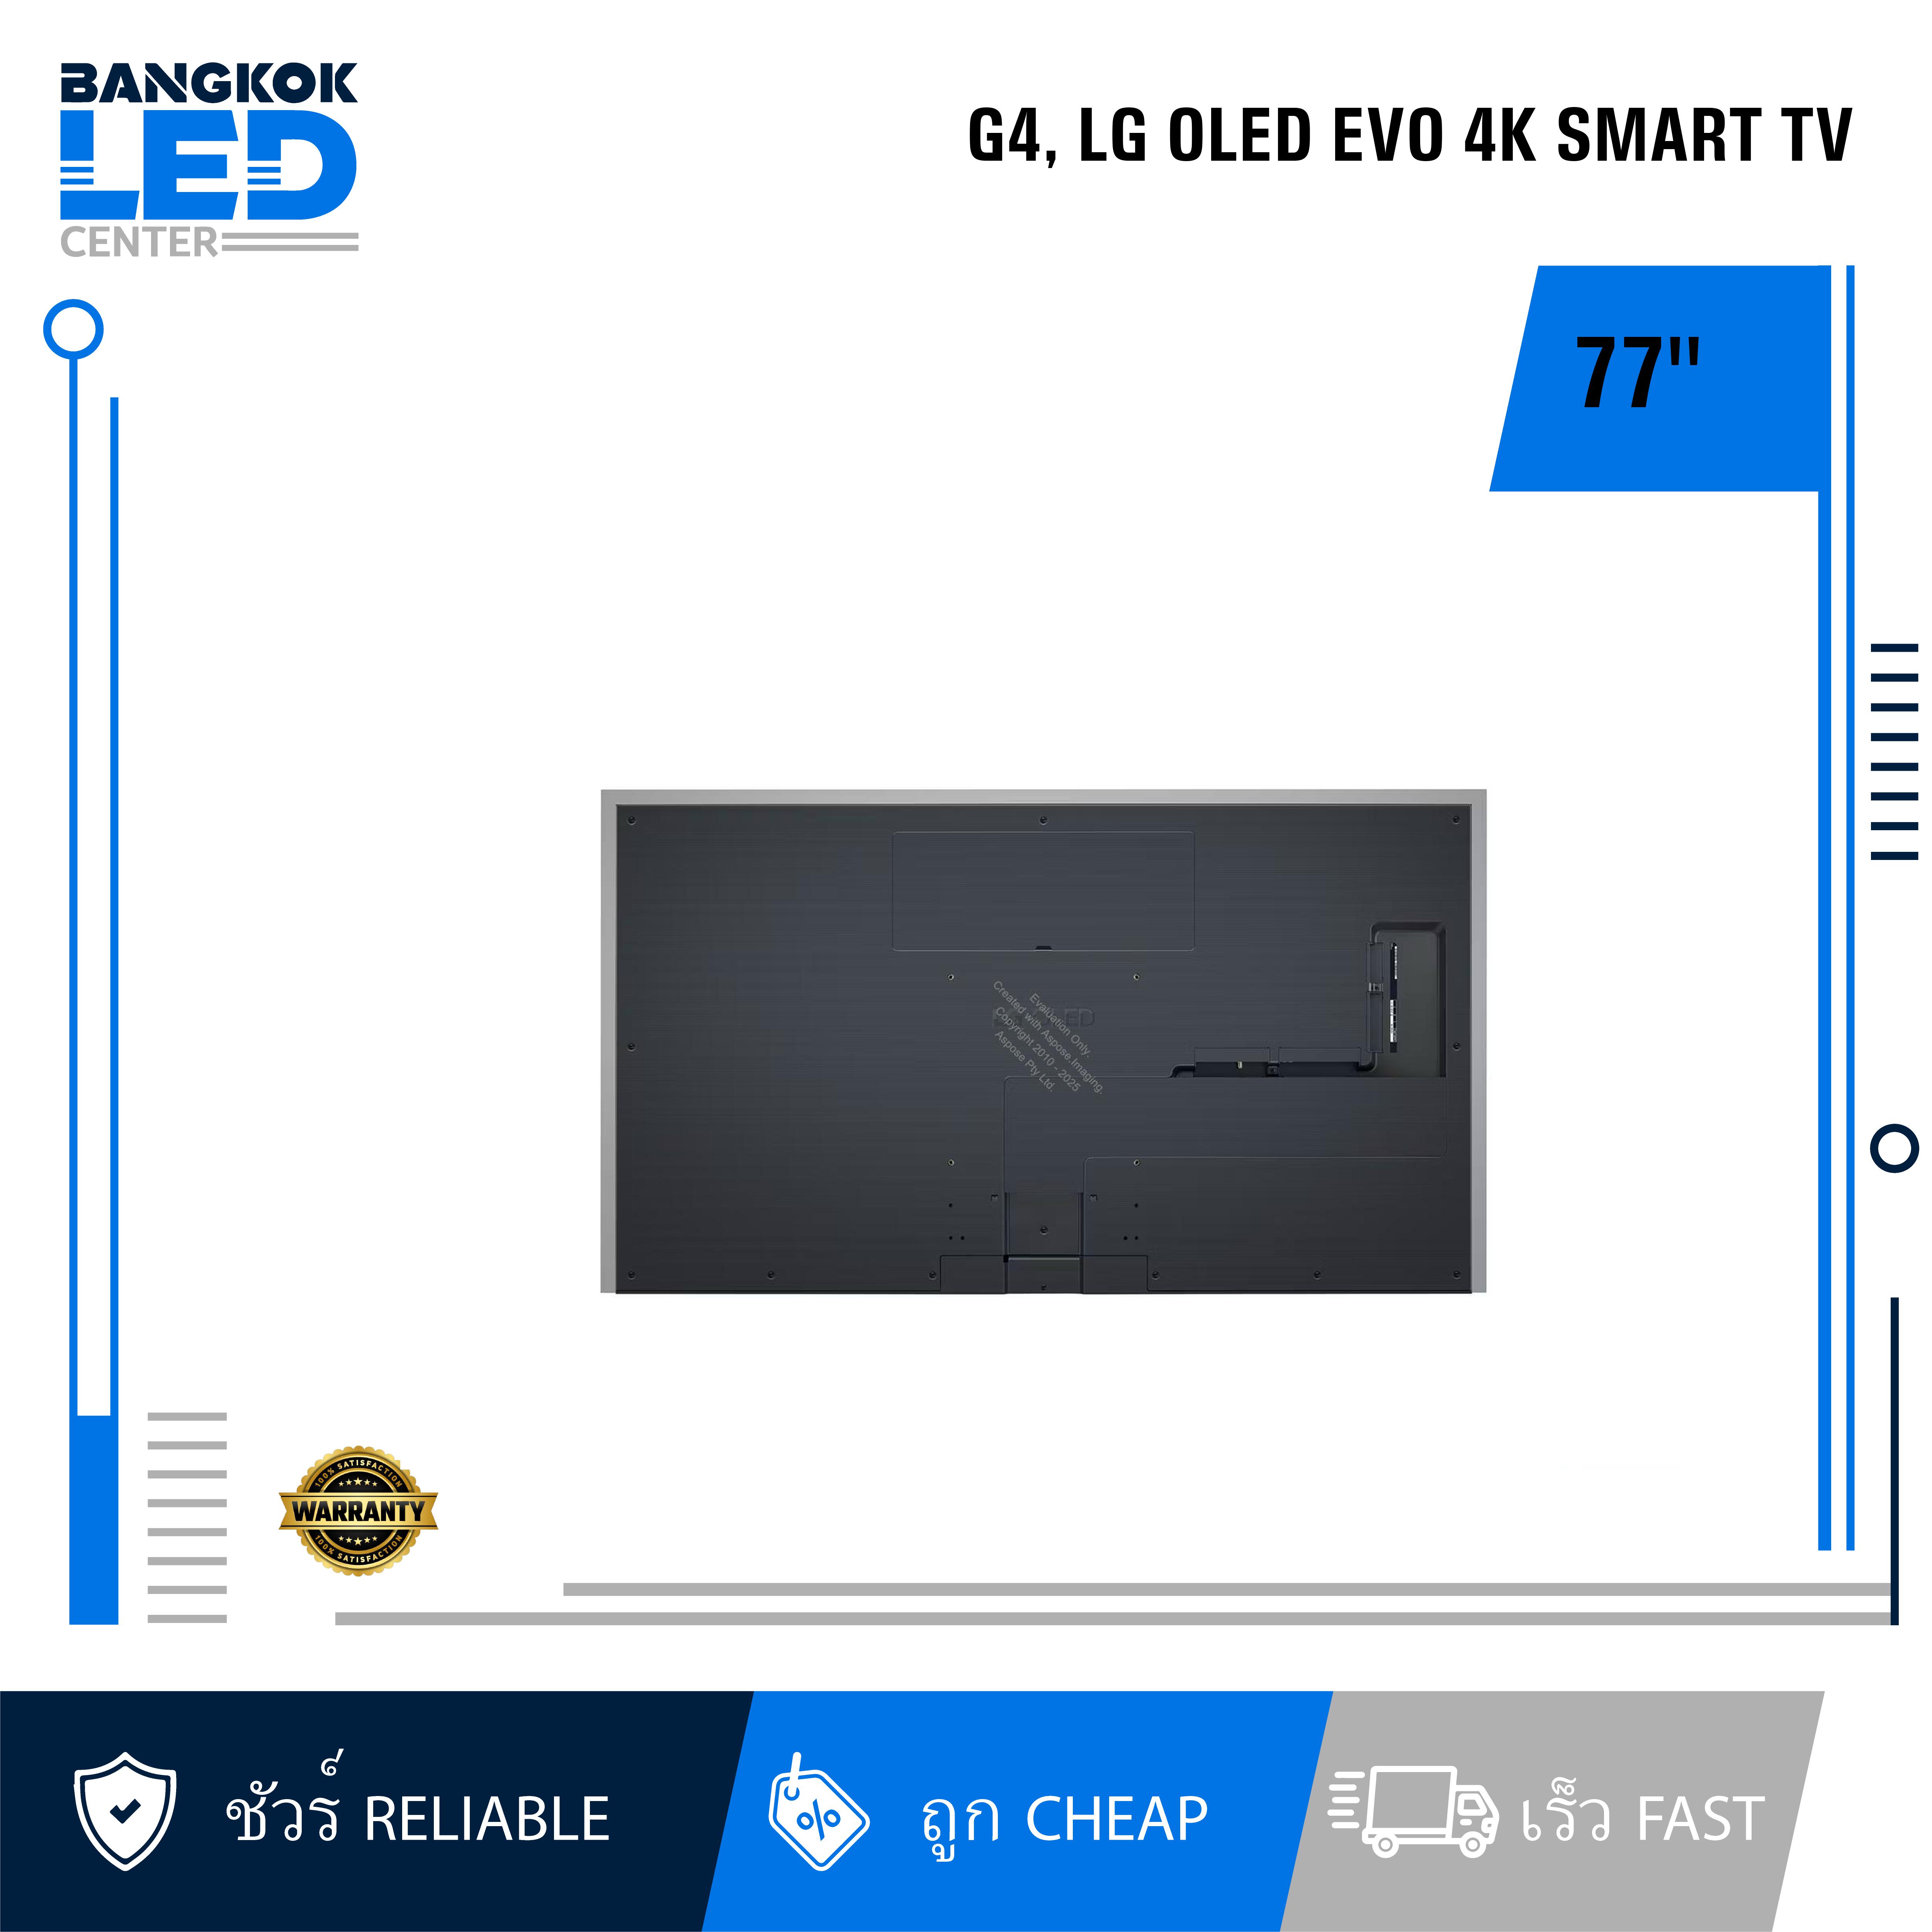 BANGKOK
LED
CENTER
G4, LG OLED EVO 4K SMART TV
77"
Evaluation Only.
Created with Aspose Imaging.
Copyright 2010 - 2025
Aspose Pty Ltd.
100% SATISFACTION
WARRANTY
100% SATISFACTION
ชัวร์ RELIABLE
ถูก CHEAP
เร็ว FAST